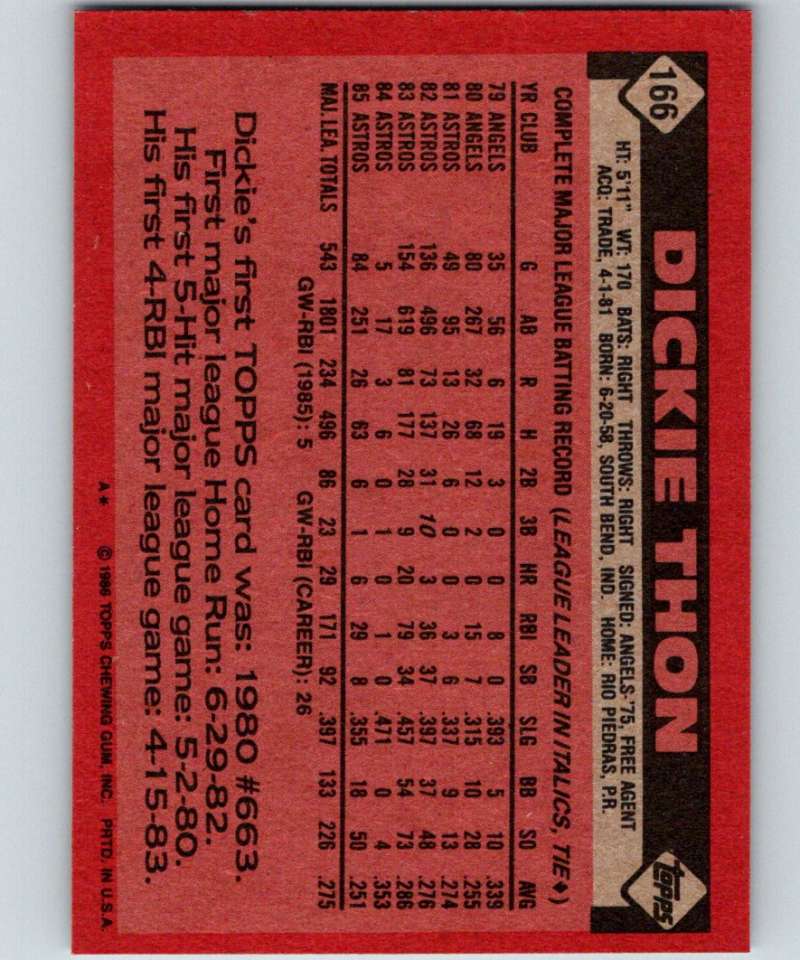 166
DICKIE THON
Topps
HT: 5'11" WT: 170 BATS: RIGHT THROWS: RIGHT SIGNED: ANGELS-'75, FREE AGENT
ACQ: TRADE, 4-1-81 BORN: 6-20-58, SOUTH BEND, IND. HOME: RIO PIEDRAS, P.R.
COMPLETE MAJOR LEAGUE BATTING RECORD (LEAGUE LEADER IN ITALICS, TIE♦)
YR CLUB G AB R H 2B 3B HR RBI SB SLG BB SO AVG
79 ANGELS 35 56 6 19 3 0 0 8 0 .393 5 10 .339
80 ANGELS 80 267 32 68 12 2 0 15 7 .315 10 28 .255
81 ASTROS 49 95 13 26 6 0 0 3 6 .337 9 13 .274
82 ASTROS 136 496 73 137 31 10 3 36 37 .397 37 48 .276
83 ASTROS 154 619 81 177 28 9 20 79 34 .457 54 73 .286
84 ASTROS 5 17 3 6 0 1 0 1 0 .471 0 4 .353
85 ASTROS 84 251 26 63 6 1 6 29 8 .355 18 50 .251
MAJ. LEA. TOTALS 543 1801 234 496 86 23 29 171 92 .397 133 226 .275
GW-RBI (1985): 5 GW-RBI (CAREER): 26
Dickie's first TOPPS card was: 1980 #663.
First major league Home Run: 6-29-82.
His first 5-Hit major league game: 5-2-80.
His first 4-RBI major league game: 4-15-83.
A* © 1986 TOPPS CHEWING GUM, INC. PRTD. IN U.S.A.